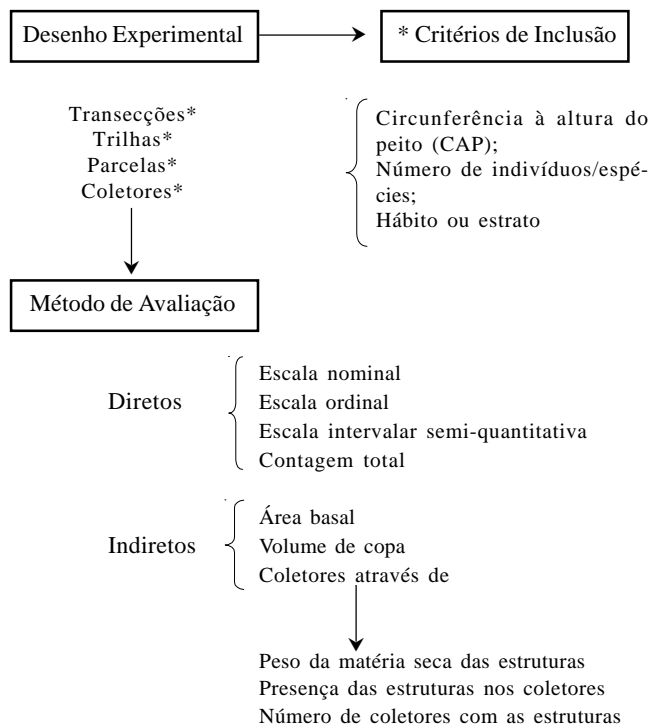 Desenho Experimental
* Critérios de Inclusão
Transecções*
Trilhas*
Parcelas*
Coletores*
Circunferência à altura do
peito (CAP);
Número de indivíduos/espé-
cies;
Hábito ou estrato
Método de Avaliação
Diretos
Escala nominal
Escala ordinal
Escala intervalar semi-quantitativa
Contagem total
Indiretos
Área basal
Volume de copa
Coletores através de
Peso da matéria seca das estruturas
Presença das estruturas nos coletores
Número de coletores com as estruturas